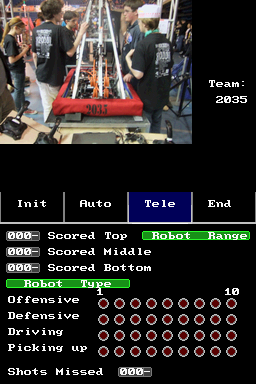 Team:
2035
2035
Init Auto Tele End
000- Scored Top Robot Range
000- Scored Middle
000- Scored Bottom
Robot Type
1 10
Offensive
Defensive
Driving
Picking up
Shots Missed 000-